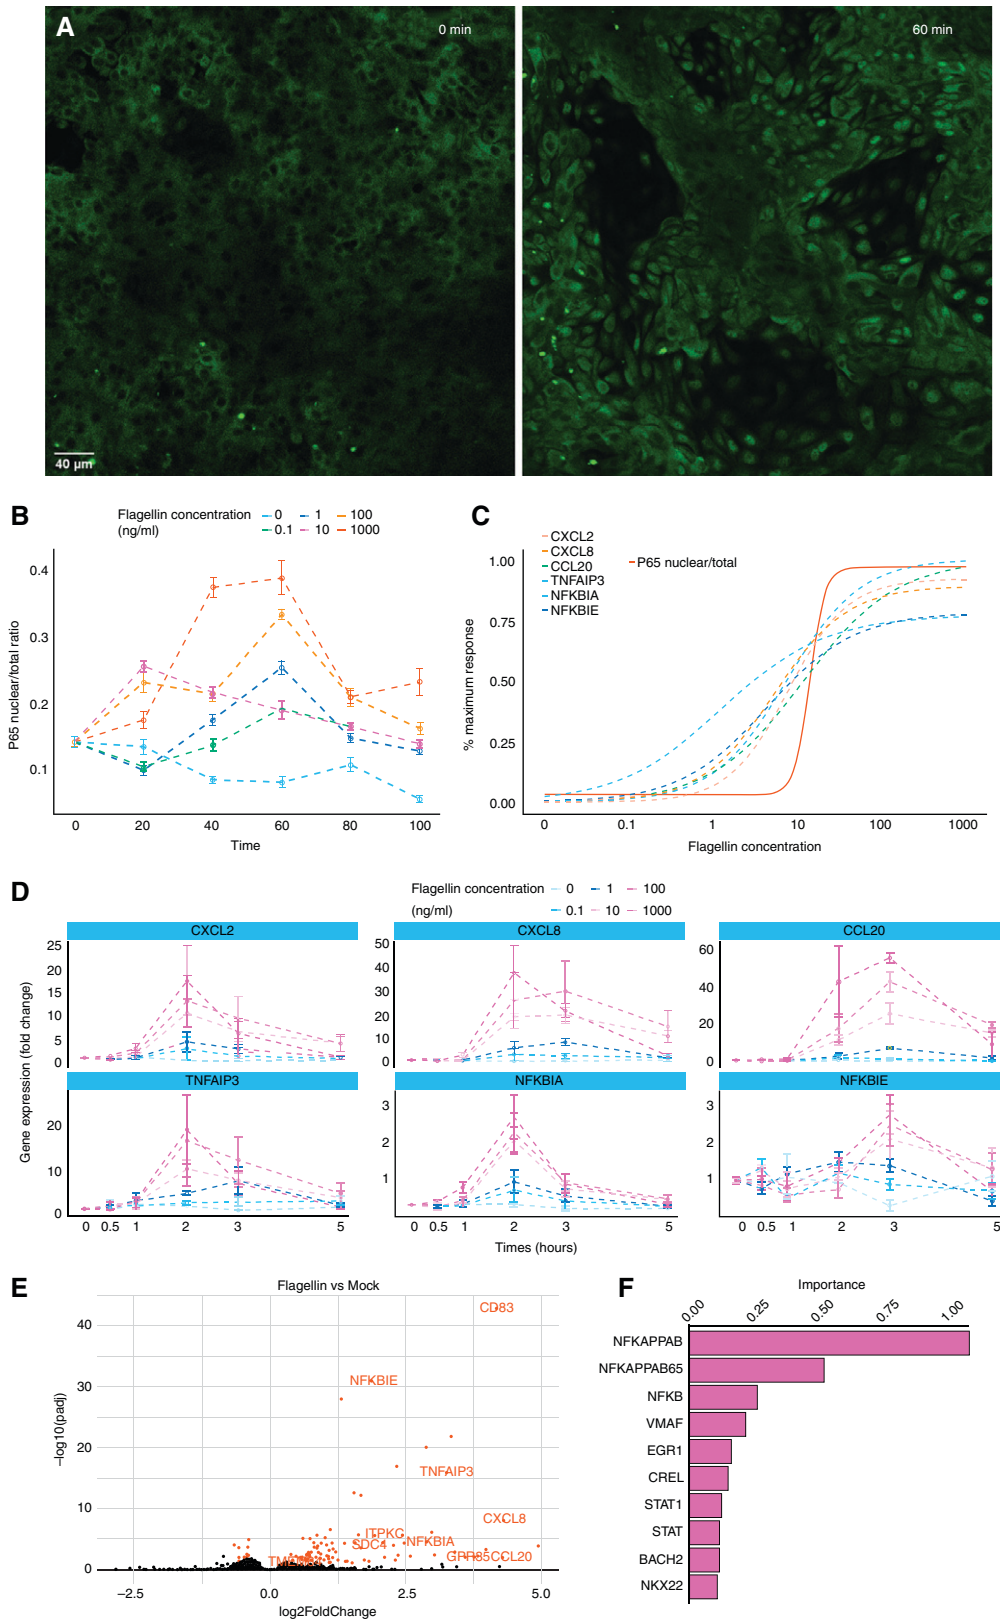 A
0 min
60 min
40 µm
B
Flagellin concentration
(ng/ml)
0 1 100
0.1 10 1000
P65 nuclear/total ratio
0.4
0.3
0.2
0.1
0 20 40 60 80 100
Time
C
CXCL2
CXCL8
CCL20
TNFAIP3
NFKBIA
NFKBIE
P65 nuclear/total
% maximum response
1.00
0.75
0.50
0.25
0.00
0 0.1 1 10 100 1000
Flagellin concentration
D
Flagellin concentration
(ng/ml)
0 1 100
0.1 10 1000
Gene expression (fold change)
CXCL2
25
20
15
10
5
0
CXCL8
50
40
30
20
10
0
CCL20
60
40
20
0
TNFAIP3
20
10
0
0 0.5 1 2 3 5
NFKBIA
3
2
1
0 0.5 1 2 3 5
NFKBIE
3
2
1
0 0.5 1 2 3 5
Times (hours)
E
Flagellin vs Mock
−log10(padj)
40
30
20
10
0
CD83
NFKBIE
TNFAIP3
CXCL8
ITPKC
SDC4
NFKBIA
GPR35
CCL20
−2.5 0.0 2.5 5.0
log2FoldChange
F
Importance
0.00 0.25 0.50 0.75 1.00
NFKAPPAB
NFKAPPAB65
NFKB
VMAF
EGR1
CREL
STAT1
STAT
BACH2
NKX22